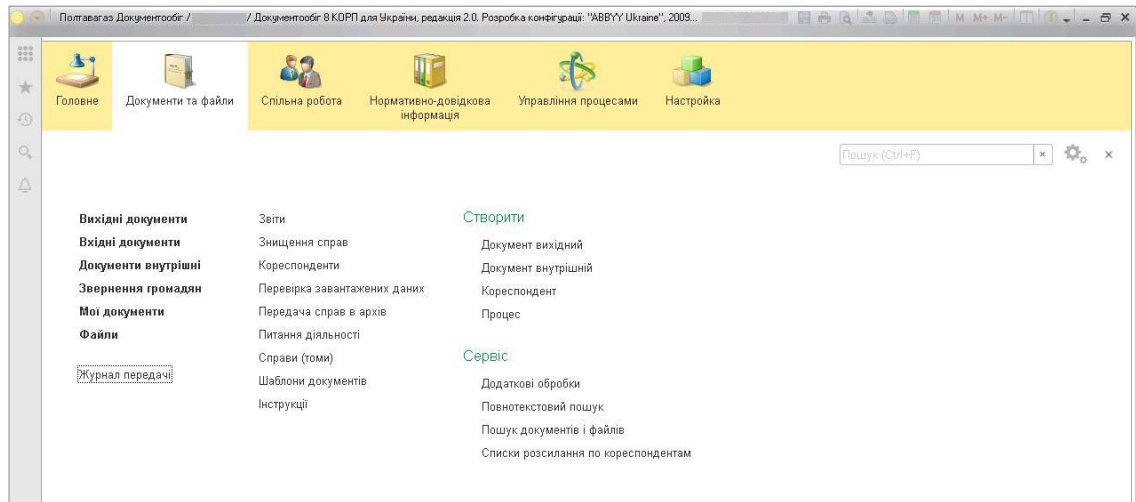 Полтавагаз Документообіг /
/ Документообіг 8 КОРП для України, редакція 2.0. Розробка конфігурації: "ABBYY Ukraine", 2009...
M M+ M-
Головне
Документи та файли
Спільна робота
Нормативно-довідкова
інформація
Управління процесами
Настройка
Пошук (Ctrl+F)
Вихідні документи
Вхідні документи
Документи внутрішні
Звернення громадян
Мої документи
Файли
Журнал передачі
Звіти
Знищення справ
Кореспонденти
Перевірка завантажених даних
Передача справ в архів
Питання діяльності
Справи (томи)
Шаблони документів
Інструкції
Створити
Документ вихідний
Документ внутрішній
Кореспондент
Процес
Сервіс
Додаткові обробки
Повнотекстовий пошук
Пошук документів і файлів
Списки розсилання по кореспондентам